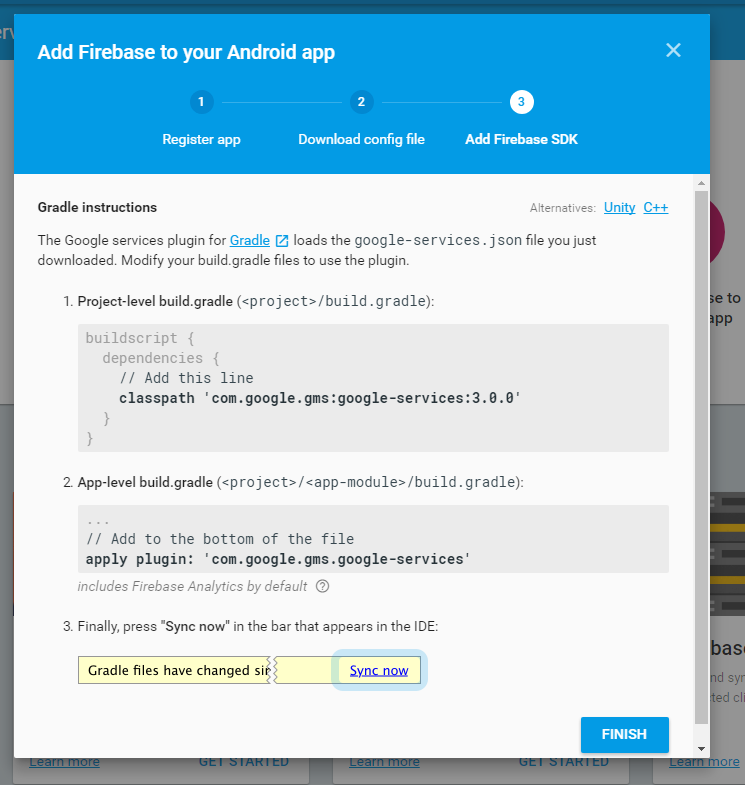 Add Firebase to your Android app
1
2
3
Register app
Download config file
Add Firebase SDK
Gradle instructions
Alternatives: Unity C++
The Google services plugin for Gradle loads the google-services.json file you just
downloaded. Modify your build.gradle files to use the plugin.
1. Project-level build.gradle (<project>/build.gradle):
buildscript {
dependencies {
// Add this line
classpath 'com.google.gms:google-services:3.0.0'
}
}
2. App-level build.gradle (<project>/<app-module>/build.gradle):
...
// Add to the bottom of the file
apply plugin: 'com.google.gms.google-services'
includes Firebase Analytics by default
3. Finally, press "Sync now" in the bar that appears in the IDE:
Gradle files have changed sin Sync now
FINISH
se to
app
Learn more
GET STARTED
Learn more
GET STARTED
Learn more